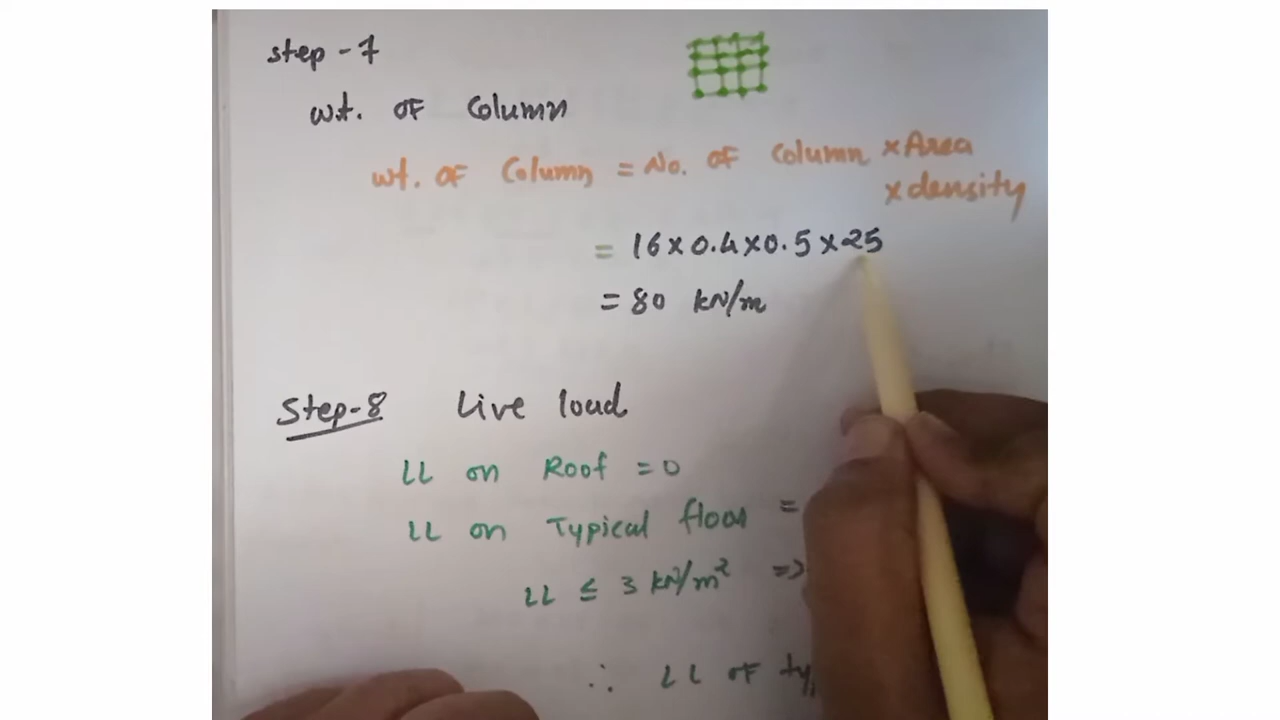 step - 7
wt. OF Column
wt. OF Column = No. OF Column × Area
× density
= 16 × 0.4 × 0.5 × 25
= 80 kN/m
Step-8 Live load
LL on Roof = 0
LL on Typical floor =
LL ≤ 3 kN/m² =>
∴ LL OF